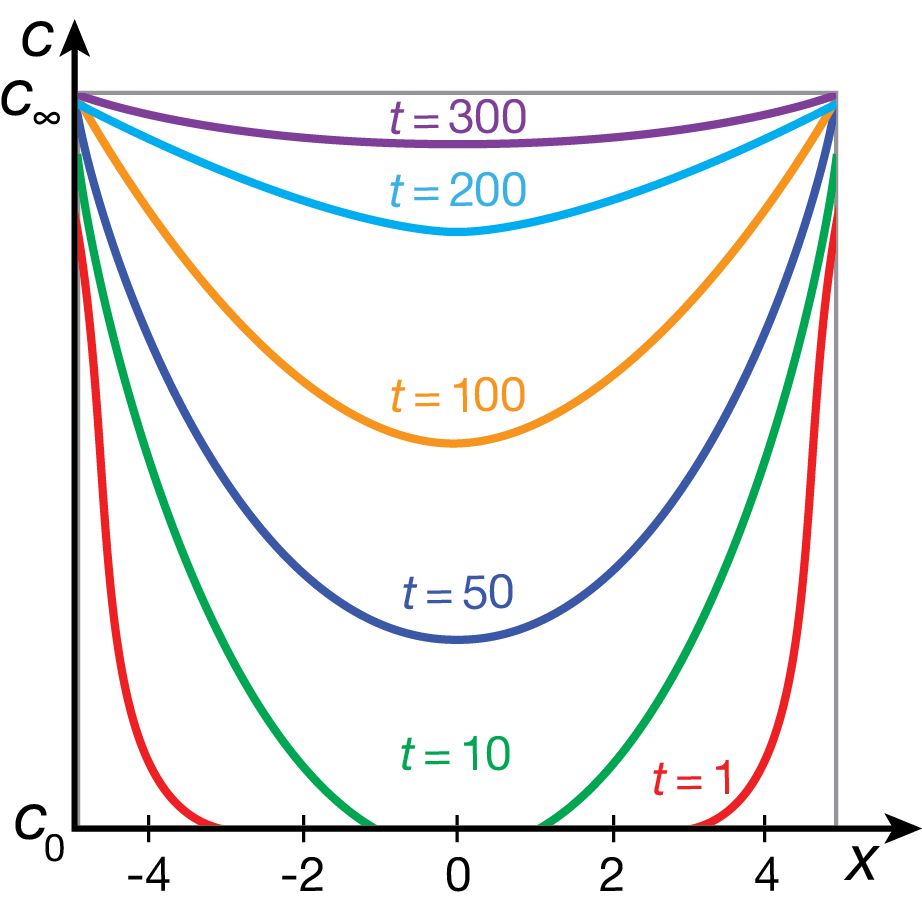 C
C∞
t = 300
t = 200
t = 100
t = 50
t = 10
t = 1
C0
-4 -2 0 2 4
X